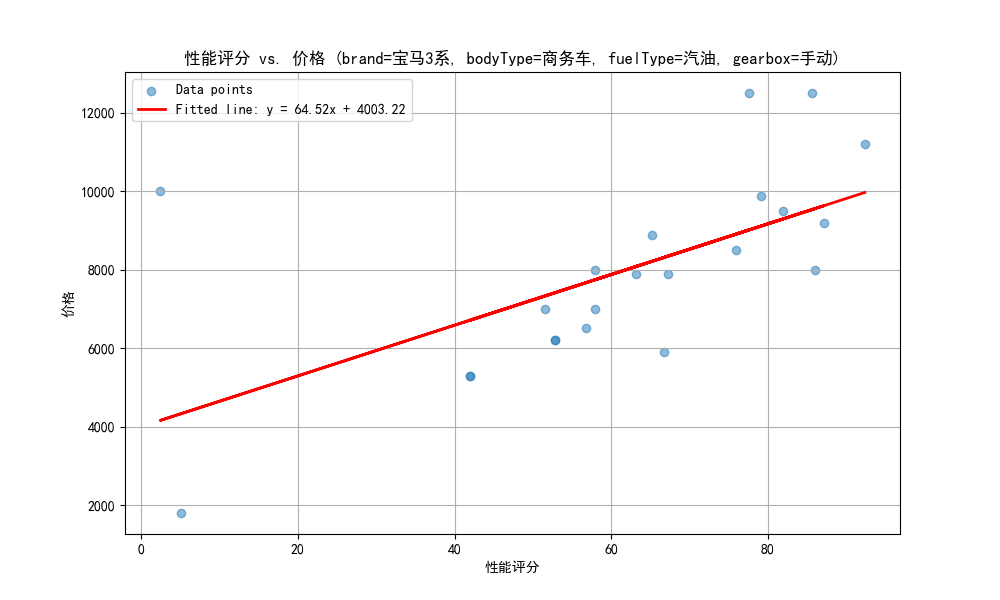 性能评分 vs. 价格 (brand=宝马3系, bodyType=商务车, fuelType=汽油, gearbox=手动)
Data points
Fitted line: y = 64.52x + 4003.22
价格
12000
10000
8000
6000
4000
2000
0
20
40
60
80
性能评分